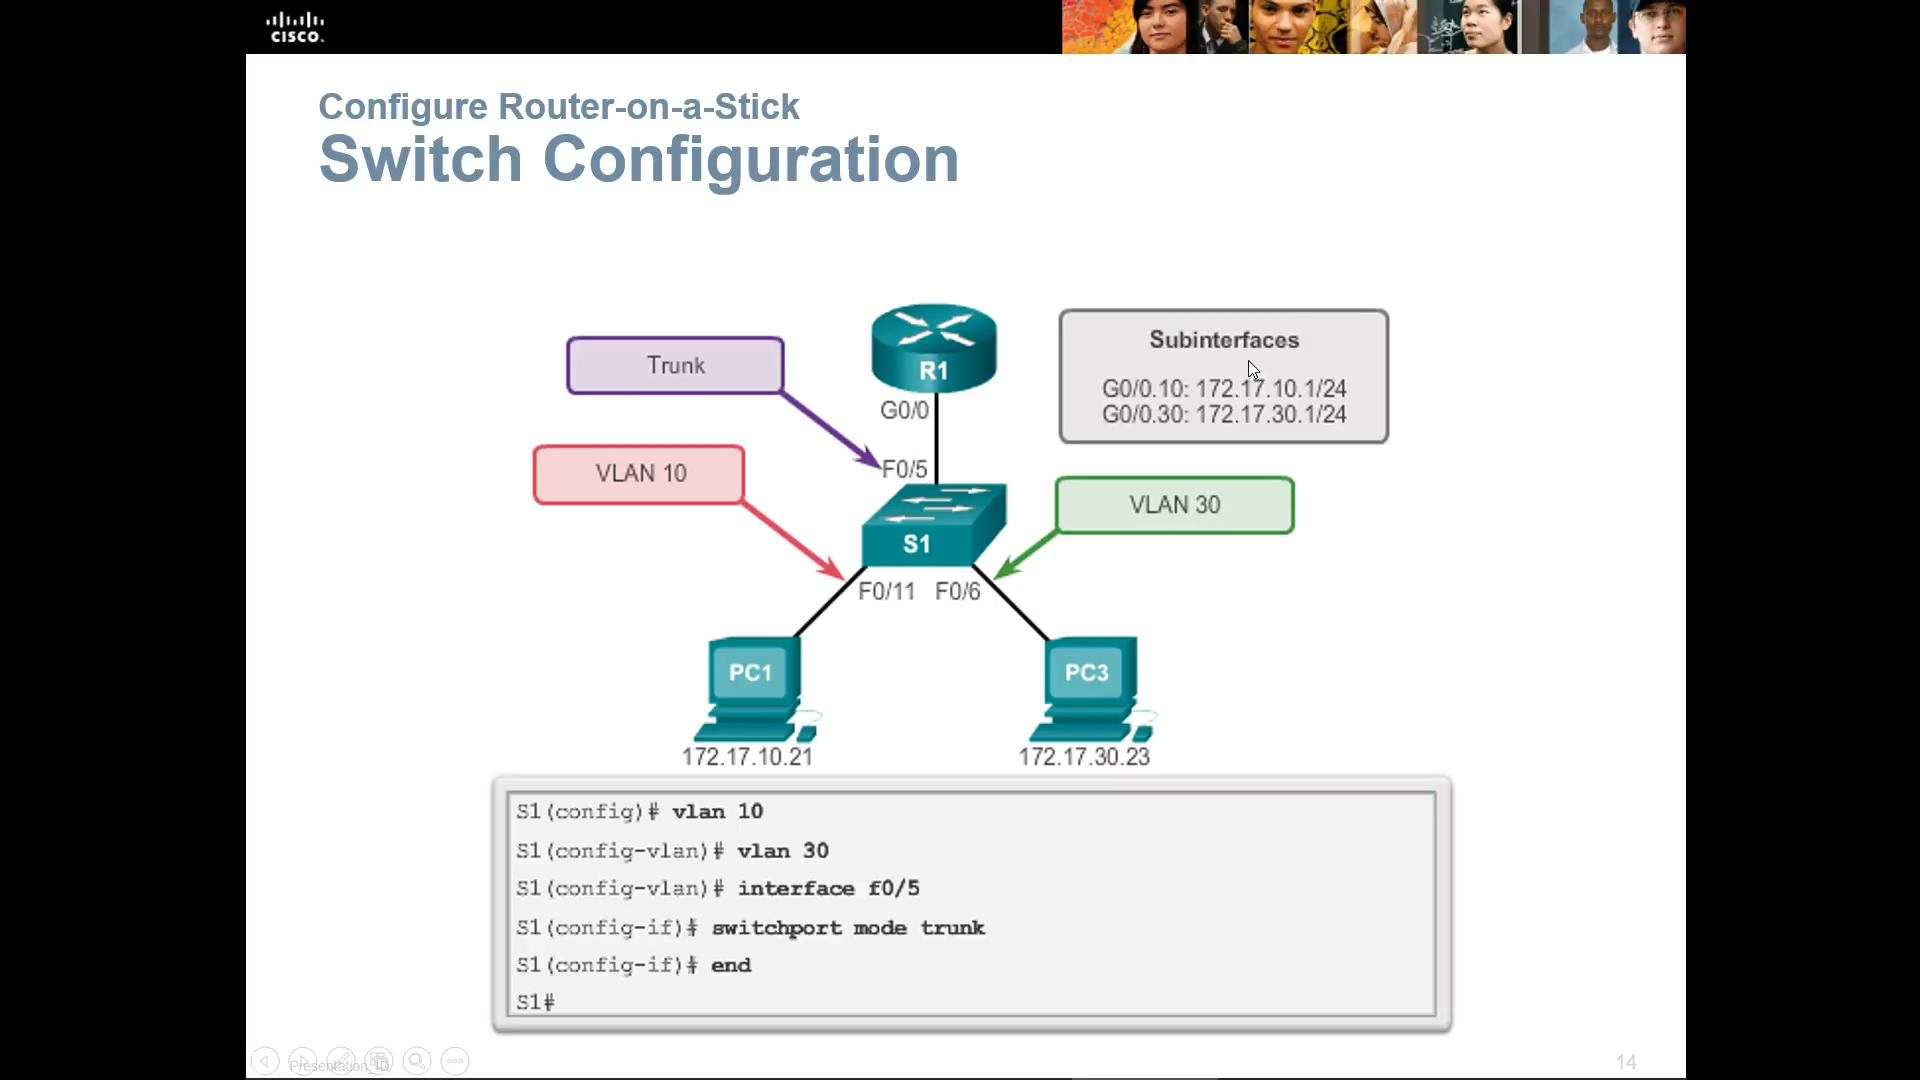 CISCO.
Configure Router-on-a-Stick
Switch Configuration
Trunk
R1
Subinterfaces
G0/0.10: 172.17.10.1/24
G0/0.30: 172.17.30.1/24
G0/0
VLAN 10
F0/5
VLAN 30
S1
F0/11
F0/6
PC1
PC3
172.17.10.21
172.17.30.23
S1(config)# vlan 10
S1(config-vlan)# vlan 30
S1(config-vlan)# interface f0/5
S1(config-if)# switchport mode trunk
S1(config-if)# end
S1#
Presentation_ID
14